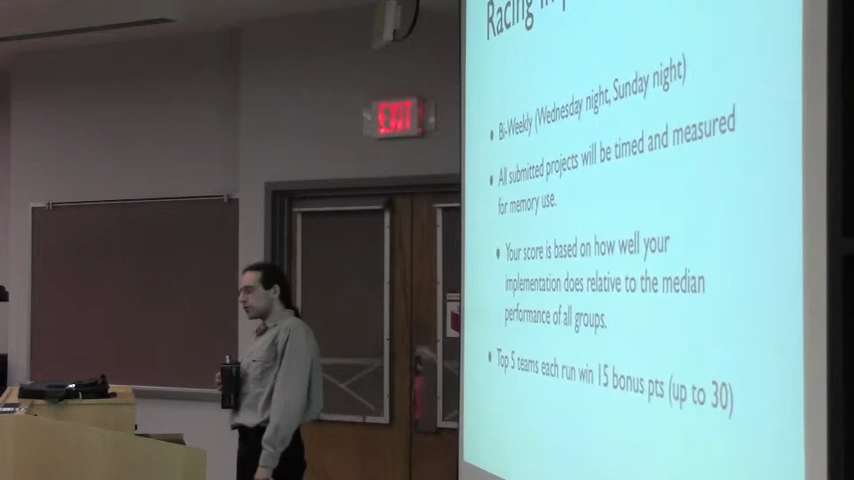 Racing
EXIT
• Bi-Weekly (Wednesday night, Sunday night)
• All submitted projects will be timed and measured
for memory use.
• Your score is based on how well your
implementation does relative to the median
performance of all groups.
• Top 5 teams each run win 15 bonus pts (up to 30)